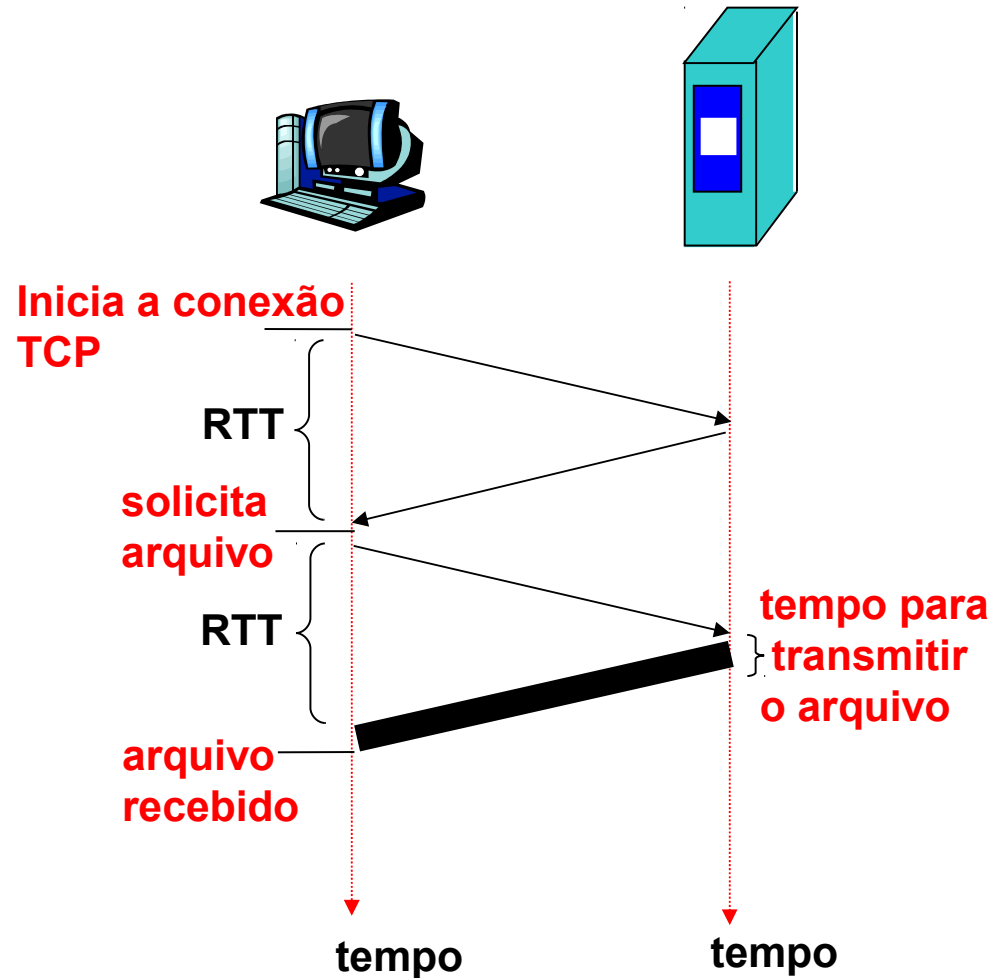 Inicia a conexão
TCP
RTT
solicita
arquivo
RTT
tempo para
transmitir
o arquivo
arquivo
recebido
tempo
tempo